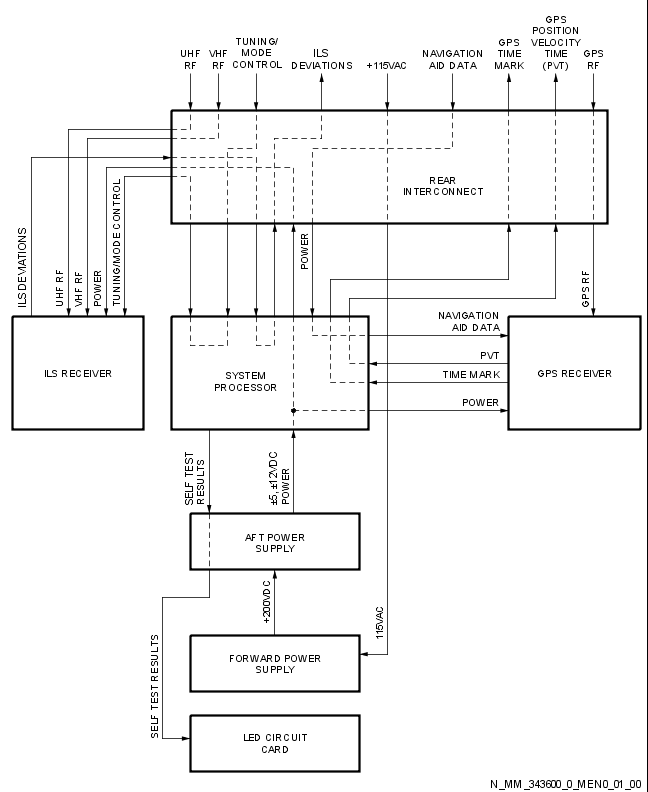 UHF
RF
VHF
RF
TUNING/
MODE
CONTROL
ILS
DEVIATIONS
+115VAC
NAVIGATION
AID DATA
GPS
TIME
MARK
GPS
POSITION
VELOCITY
TIME
(PVT)
GPS
RF
REAR
INTERCONNECT
ILS DEVIATIONS
UHF RF
VHF RF
POWER
TUNING/MODE CONTROL
POWER
GPS RF
ILS RECEIVER
SYSTEM
PROCESSOR
NAVIGATION
AID DATA
PVT
TIME MARK
POWER
GPS RECEIVER
SELF TEST
RESULTS
±5, ±12VDC
POWER
AFT POWER
SUPPLY
+200VDC
115VAC
FORWARD POWER
SUPPLY
SELF TEST RESULTS
LED CIRCUIT
CARD
N_MM_343600_0_MEN0_01_00